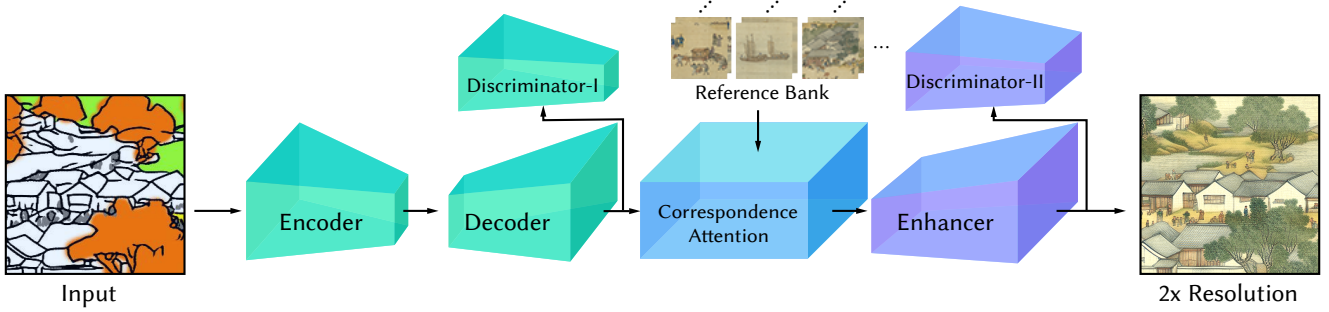 Discriminator-I
Reference Bank
Discriminator-II
Encoder
Decoder
Correspondence
Attention
Enhancer
Input
2x Resolution